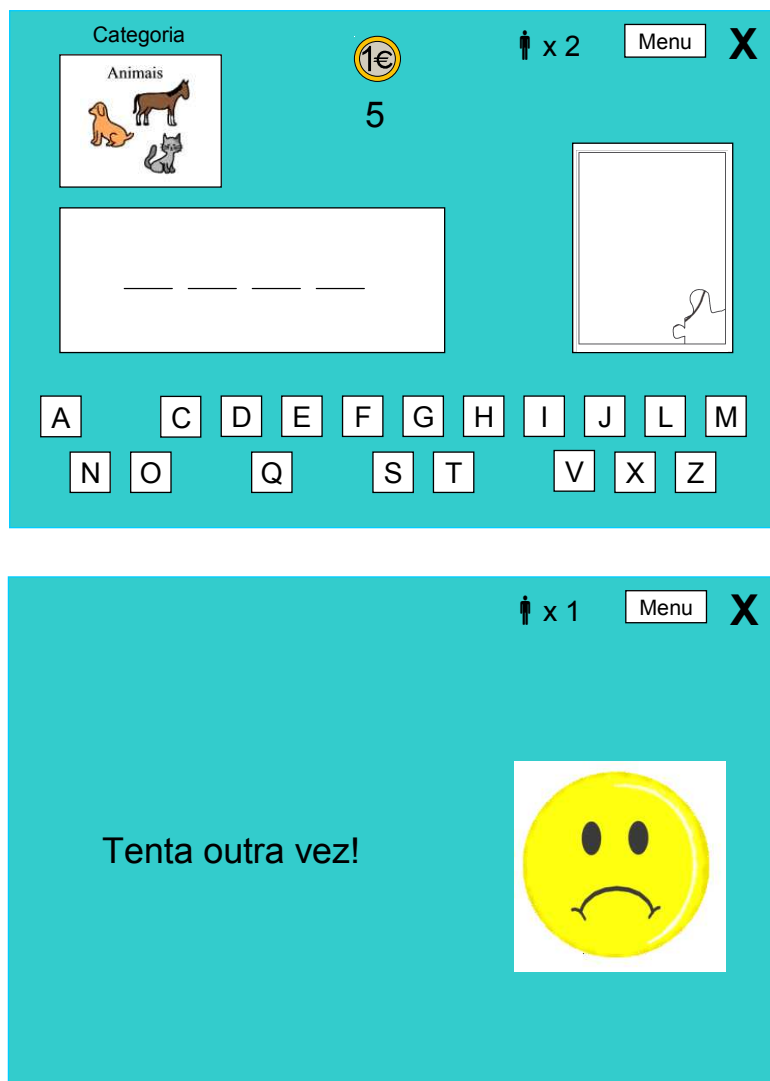 Categoria
Animais
1€
5
x 2
Menu
X
A C D E F G H I J L M
N O Q S T V X Z
x 1
Menu
X
Tenta outra vez!